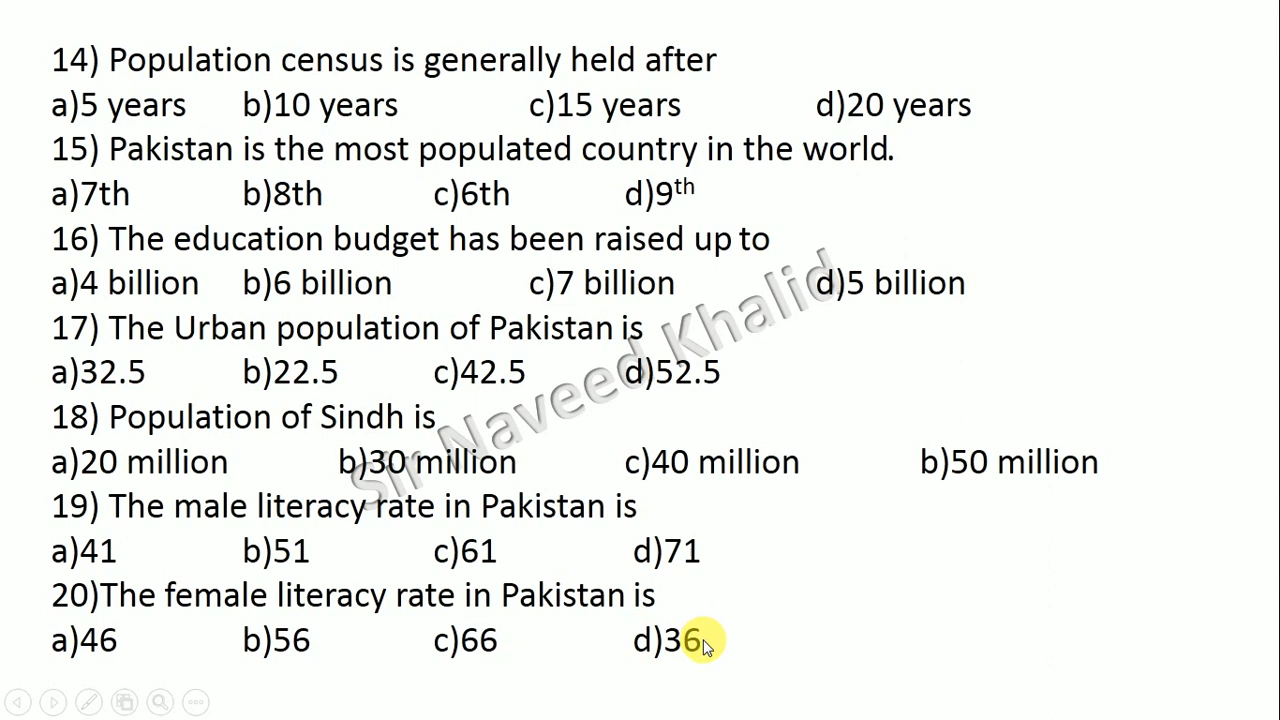 14) Population census is generally held after
a)5 years b)10 years c)15 years d)20 years
15) Pakistan is the most populated country in the world.
a)7th b)8th c)6th d)9th
16) The education budget has been raised up to
a)4 billion b)6 billion c)7 billion d)5 billion
17) The Urban population of Pakistan is
a)32.5 b)22.5 c)42.5 d)52.5
18) Population of Sindh is
a)20 million b)30 million c)40 million b)50 million
19) The male literacy rate in Pakistan is
a)41 b)51 c)61 d)71
20)The female literacy rate in Pakistan is
a)46 b)56 c)66 d)36
Sir Naveed Khalid